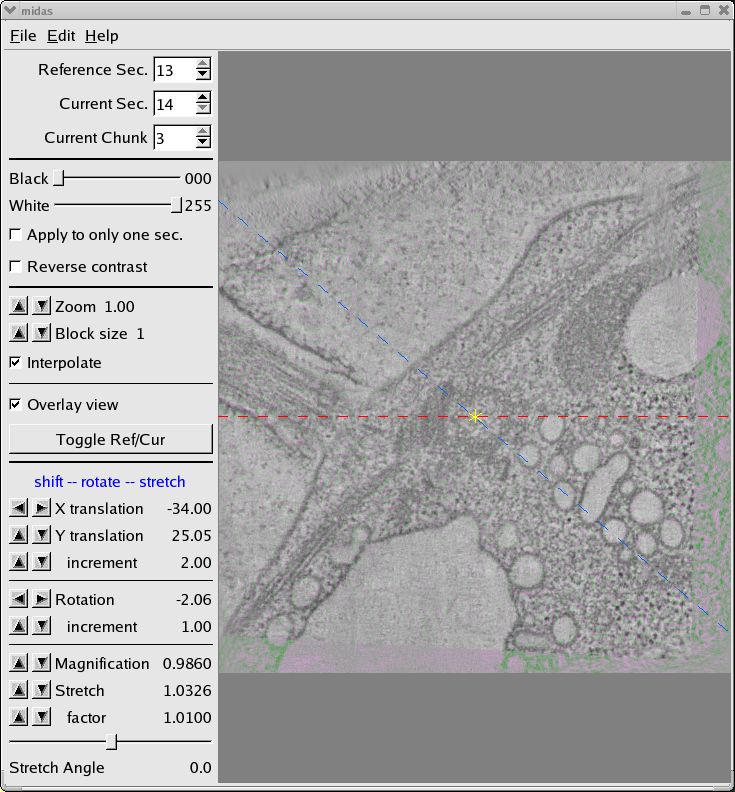 midas
File Edit Help
Reference Sec. 13
Current Sec. 14
Current Chunk 3
Black 000
White 255
Apply to only one sec.
Reverse contrast
Zoom 1.00
Block size 1
Interpolate
Overlay view
Toggle Ref/Cur
shift -- rotate -- stretch
X translation -34.00
Y translation 25.05
increment 2.00
Rotation -2.06
increment 1.00
Magnification 0.9860
Stretch 1.0326
factor 1.0100
Stretch Angle 0.0